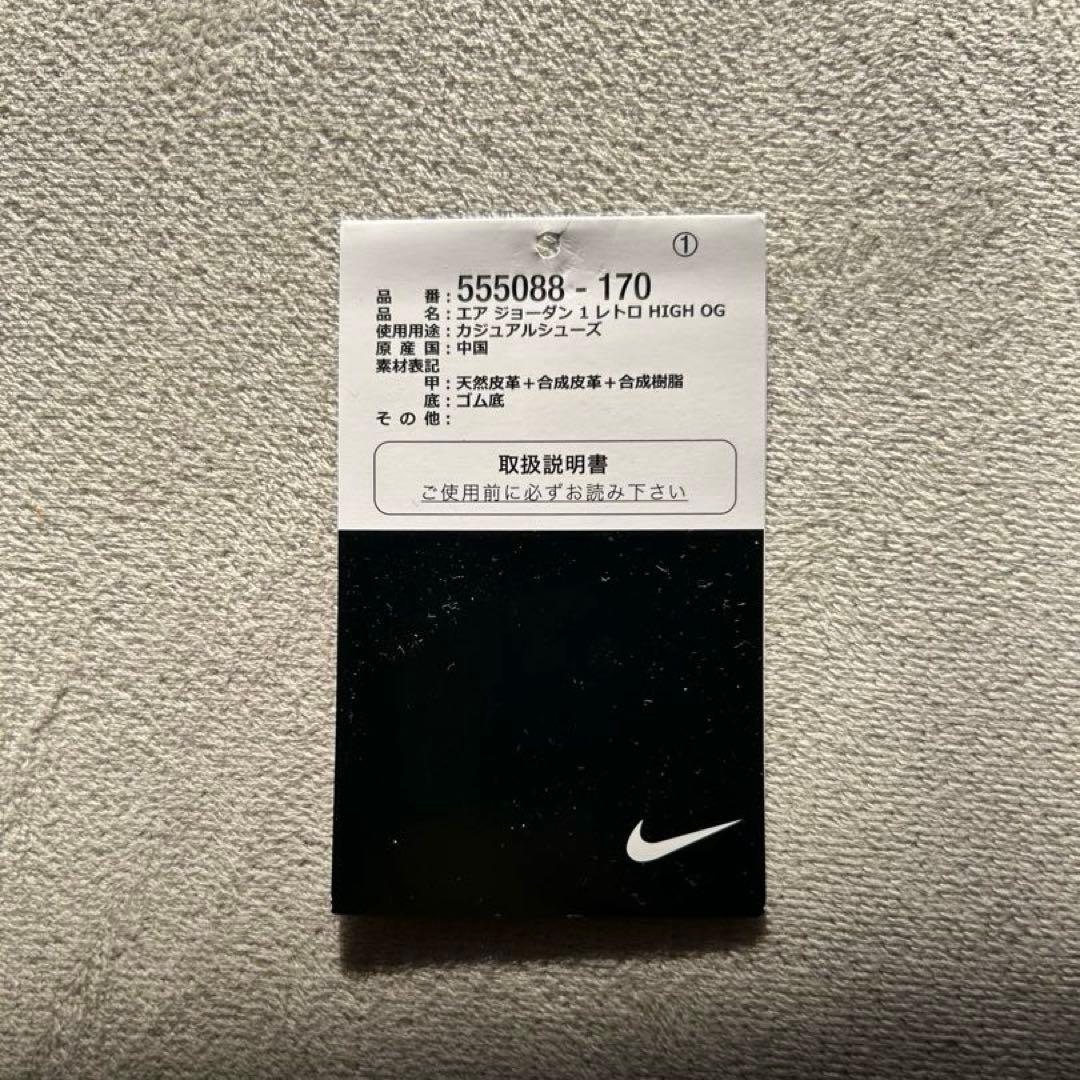 ①
品番：555088 - 170
品名：エア ジョーダン 1 レトロ HIGH OG
使用用途：カジュアルシューズ
原産国：中国
素材表記
甲：天然皮革＋合成皮革＋合成樹脂
底：ゴム底
その他：
取扱説明書
ご使用前に必ずお読み下さい